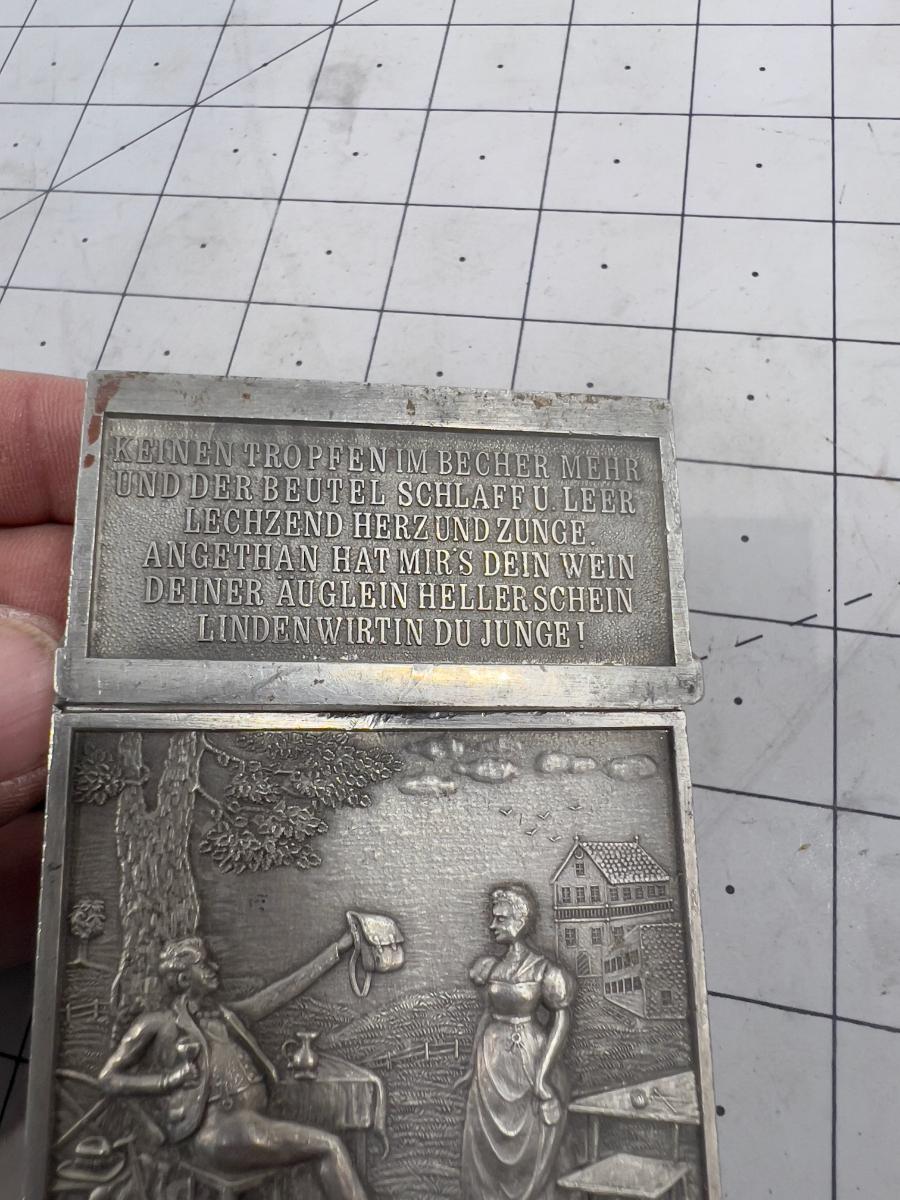 KEINEN TROPFEN IM BECHER MEHR
UND DER BEUTEL SCHLAFF U. LEER
LECHZEND HERZ UND ZUNGE.
ANGETHAN HAT MIR'S DEIN WEIN
DEINER ÄUGLEIN HELLER SCHEIN
LINDENWIRTIN DU JUNGE!